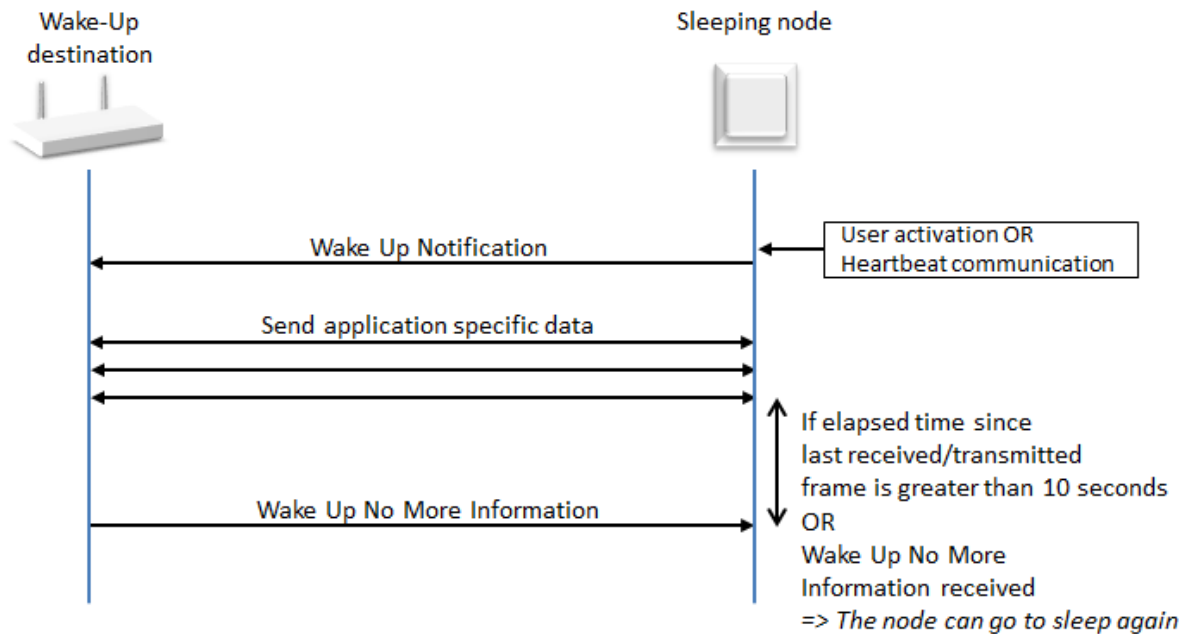 Wake-Up
destination
Sleeping node
User activation OR
Heartbeat communication
Wake Up Notification
Send application specific data
If elapsed time since
last received/transmitted
frame is greater than 10 seconds
OR
Wake Up No More
Information received
=> The node can go to sleep again
Wake Up No More Information